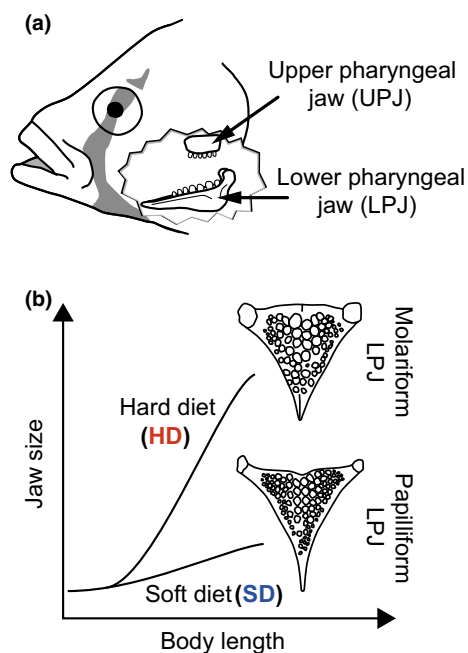 (a)
Upper pharyngeal
jaw (UPJ)
Lower pharyngeal
jaw (LPJ)
(b)
Jaw size
Hard diet
(HD)
Soft diet (SD)
Body length
Molariform
LPJ
Papilliform
LPJ